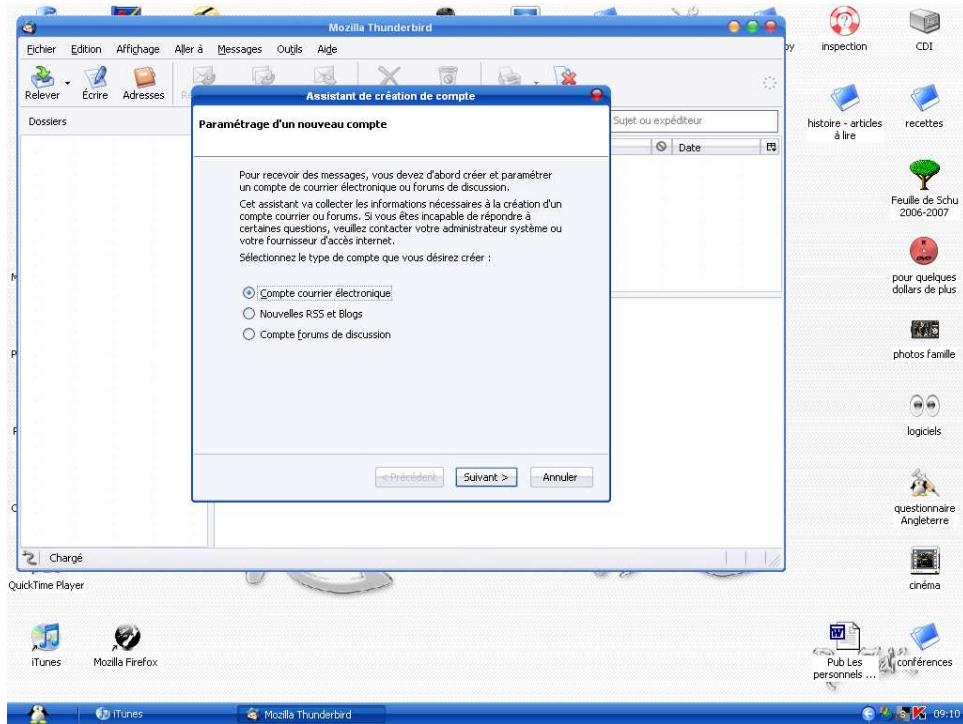 Mozilla Thunderbird
Fichier Edition Affichage Aller à Messages Outils Aide
Relever Écrire Adresses
Dossiers
Sujet ou expéditeur
Date
Assistant de création de compte
Paramétrage d'un nouveau compte
Pour recevoir des messages, vous devez d'abord créer et paramétrer
un compte de courrier électronique ou forums de discussion.
Cet assistant va collecter les informations nécessaires à la création d'un
compte courrier ou forums. Si vous êtes incapable de répondre à
certaines questions, veuillez contacter votre administrateur système ou
votre fournisseur d'accès internet.
Sélectionnez le type de compte que vous désirez créer :
Compte courrier électronique
Nouvelles RSS et Blogs
Compte forums de discussion
< Précédent Suivant > Annuler
Chargé
inspection
CDI
histoire - articles
à lire
recettes
Feuille de Schu
2006-2007
pour quelques
dollars de plus
photos famille
logiciels
questionnaire
Angleterre
cinéma
QuickTime Player
iTunes
Mozilla Firefox
Pub Les
personnels ...
conférences
iTunes
Mozilla Thunderbird
09:10